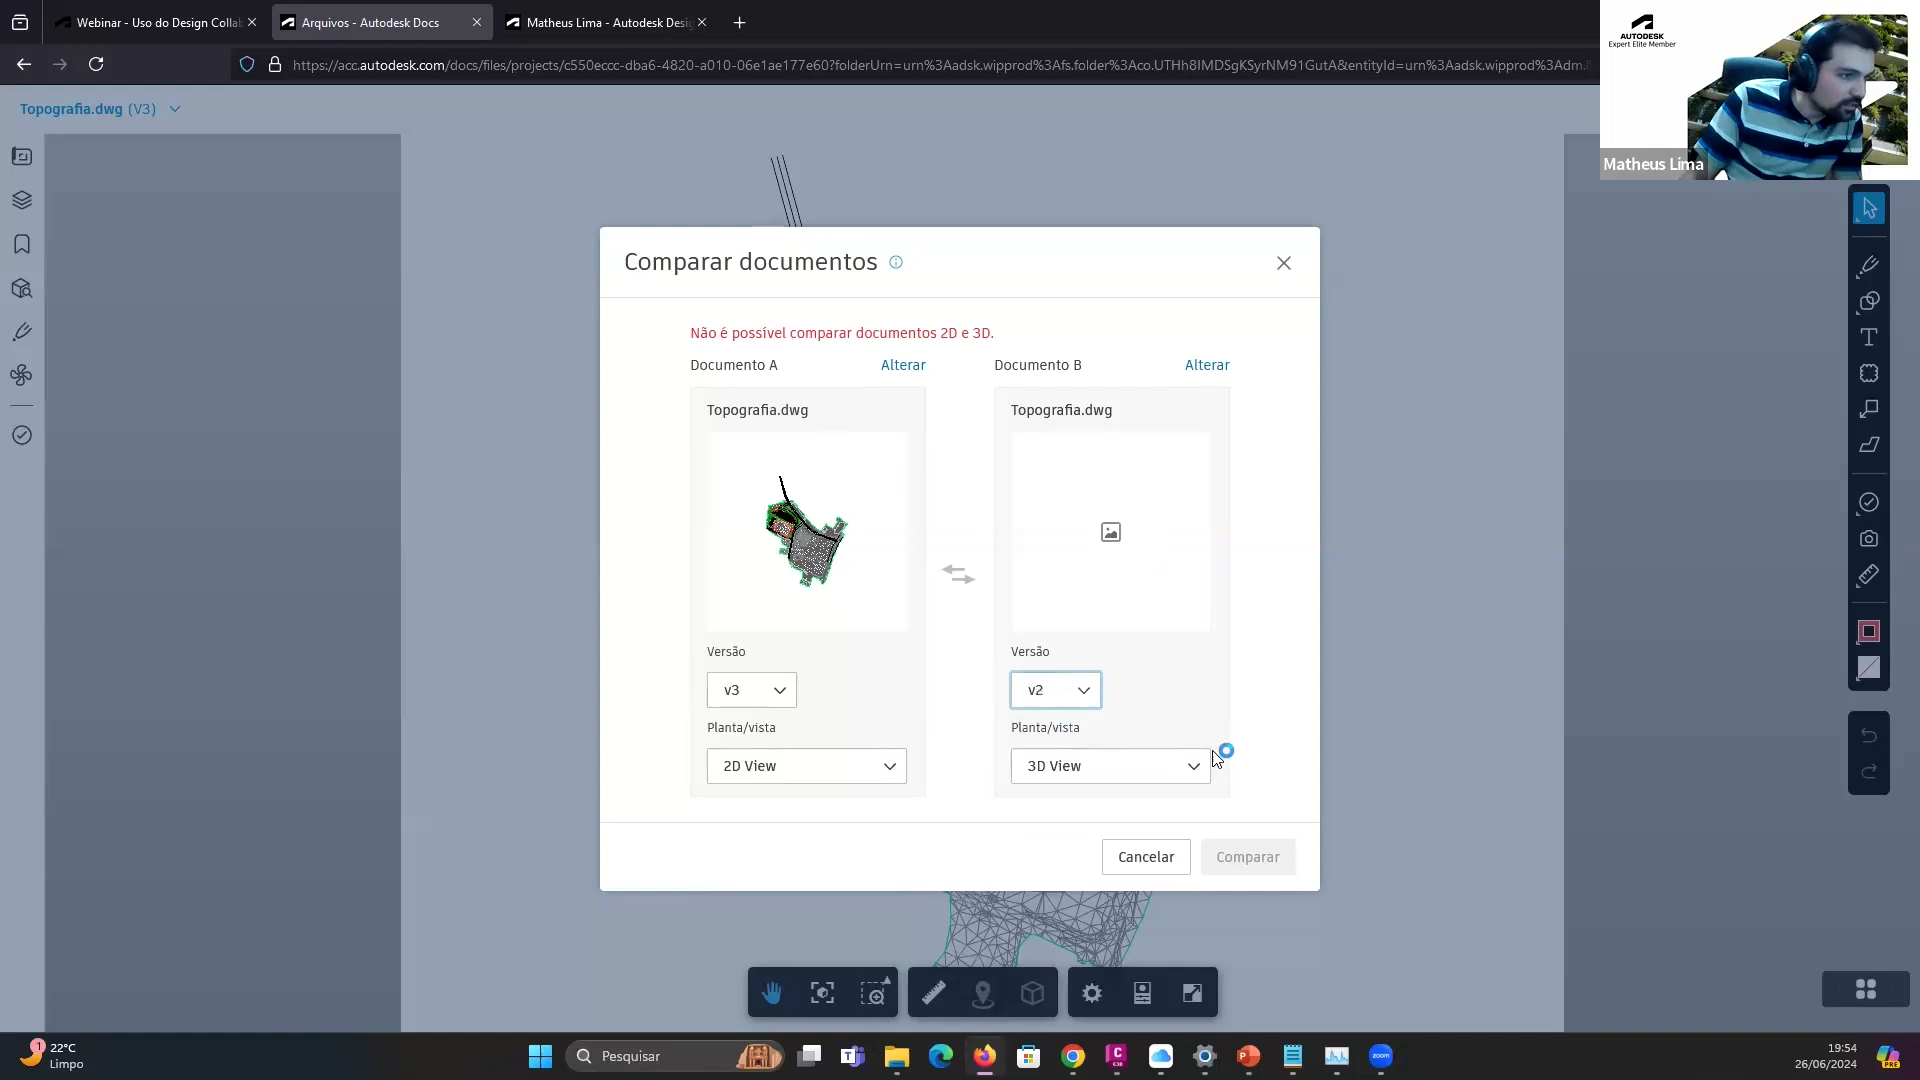 Webinar - Uso do Design Collab
Arquivos - Autodesk Docs
Matheus Lima - Autodesk Desig
https://acc.autodesk.com/docs/files/projects/c550eccc-dba6-4820-a010-06e1ae177e60?folderUrn=urn%3Aadsk.wipprod%3Afs.folder%3Aco.UTHh8IMDSgKSyrNM91GutA&entityId=urn%3Aadsk.wipprod%3Adm.l
AUTODESK
Expert Elite Member
Matheus Lima
Topografia.dwg (V3)
Comparar documentos
Não é possível comparar documentos 2D e 3D.
Documento A
Alterar
Documento B
Alterar
Topografia.dwg
Topografia.dwg
Versão
Versão
v3
v2
Planta/vista
Planta/vista
2D View
3D View
Cancelar
Comparar
1
22°C
Limpo
Pesquisar
zoom
19:54
26/06/2024
PRE